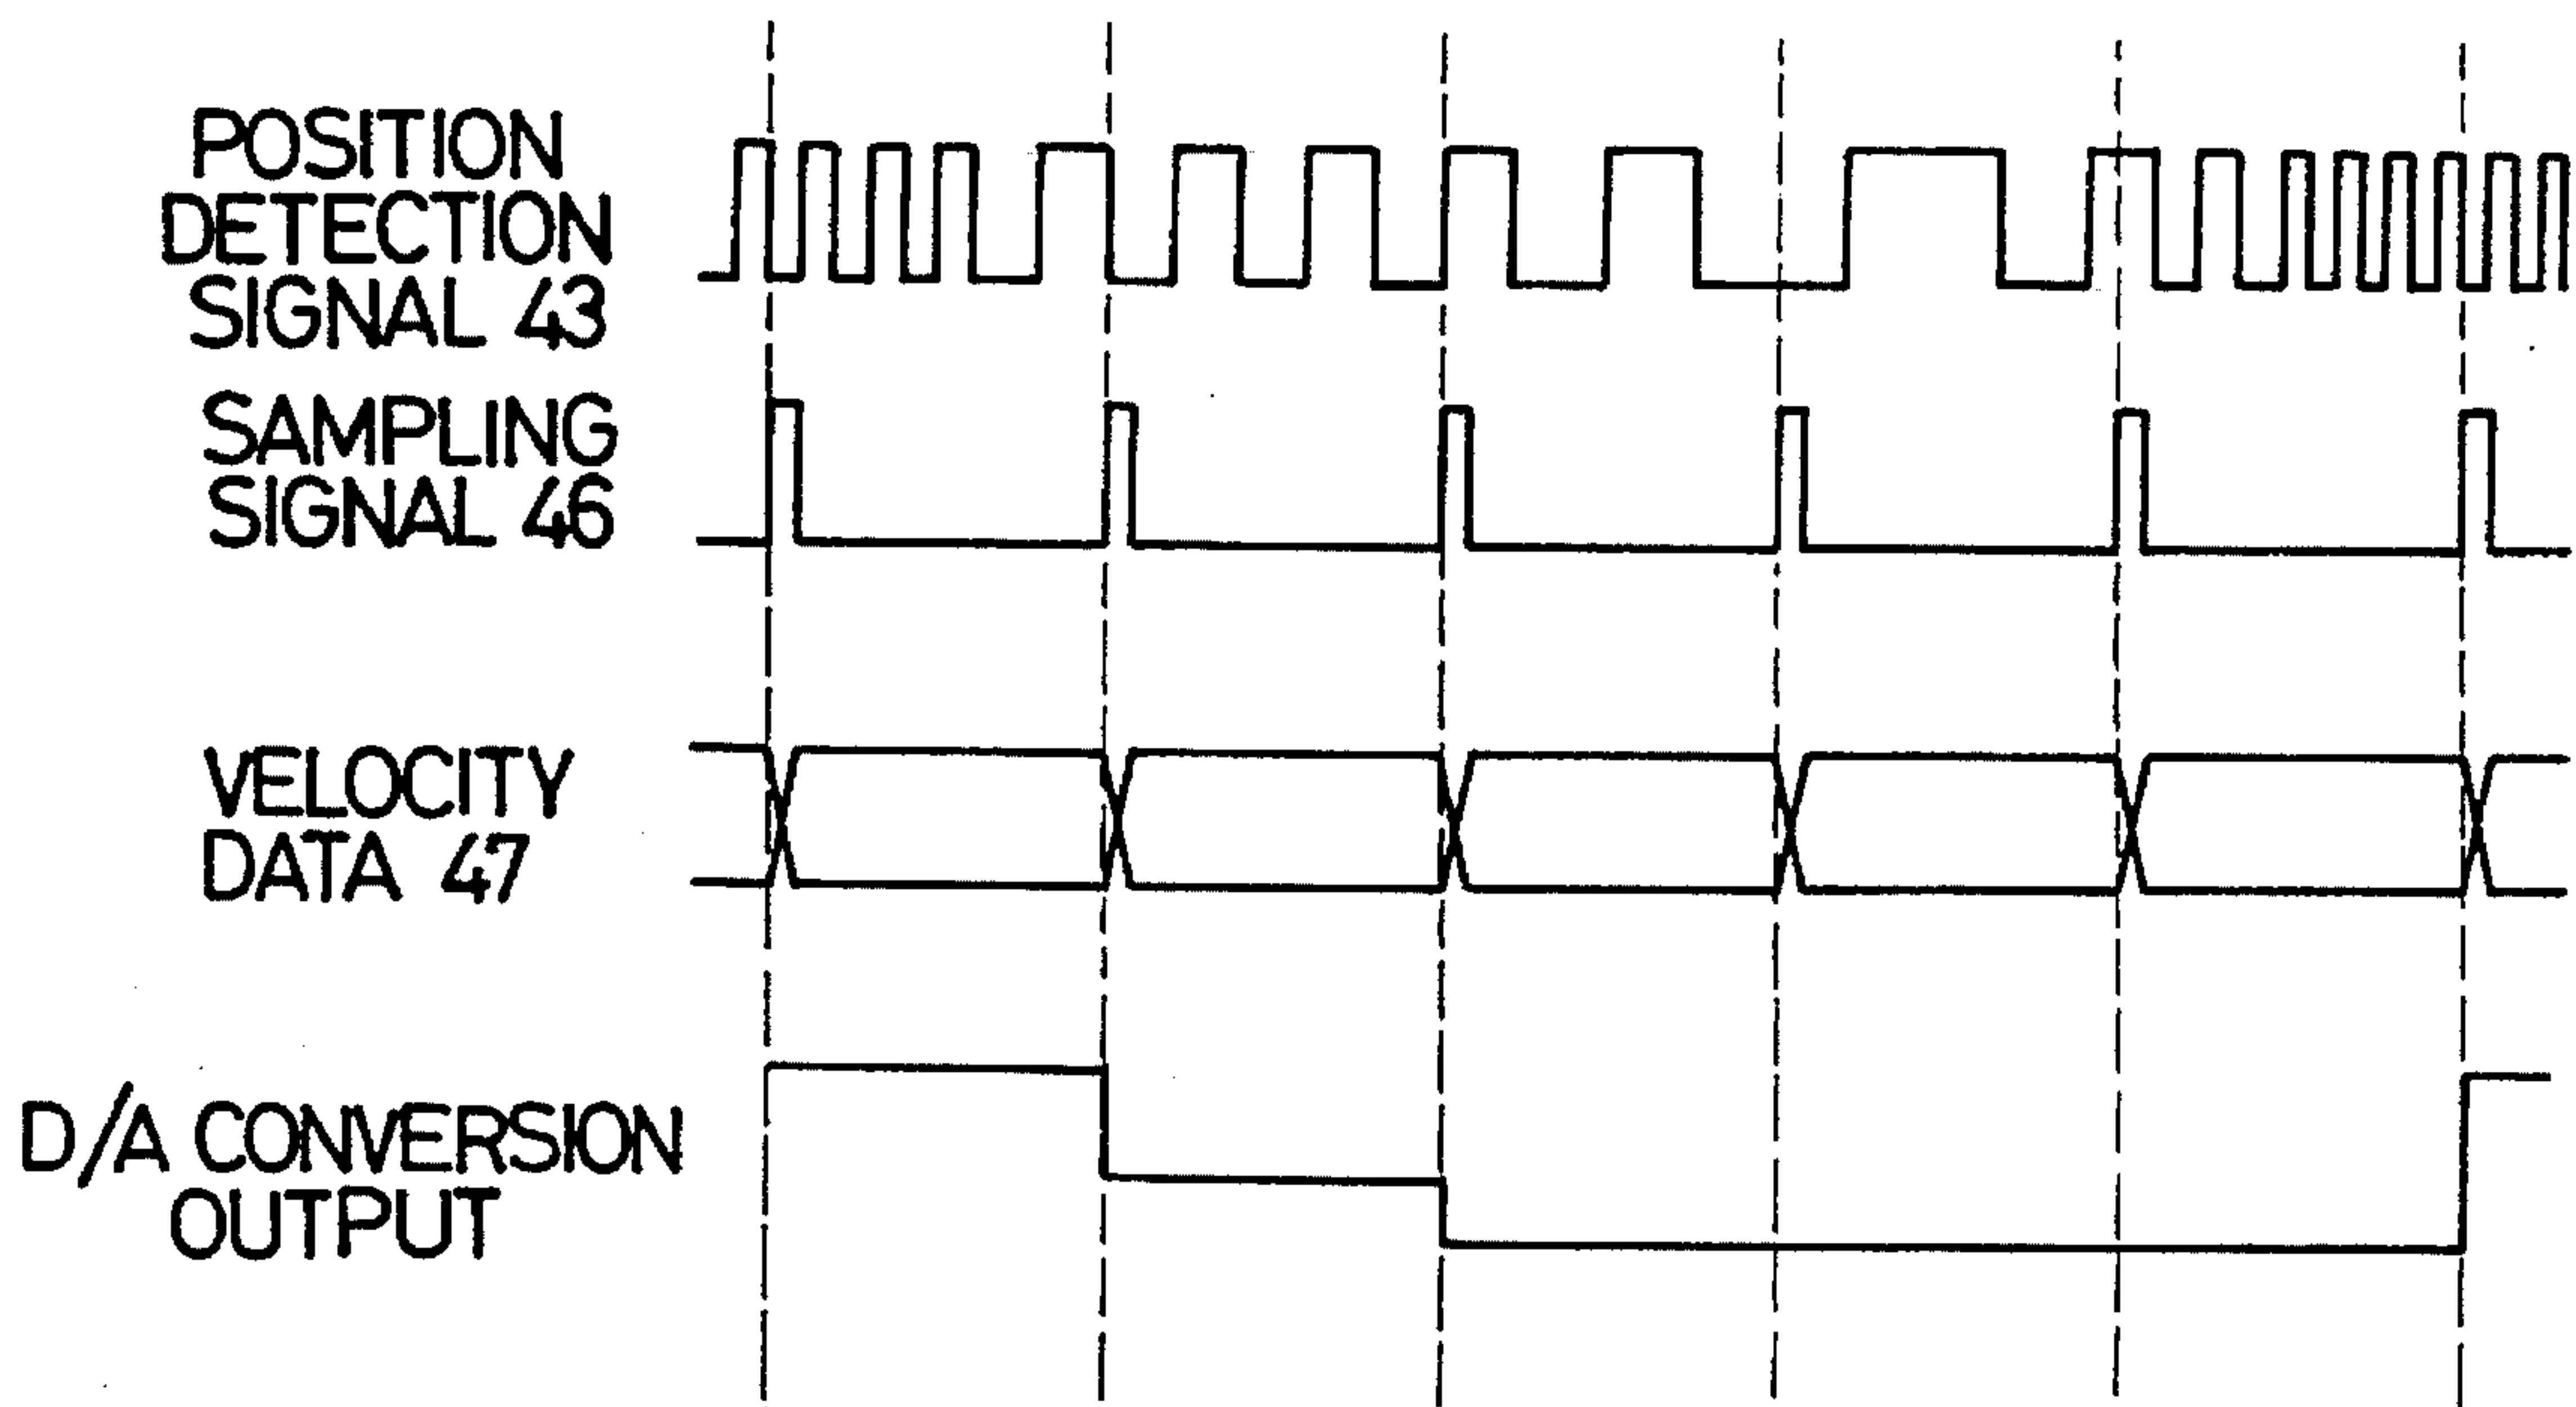 POSITION
DETECTION
SIGNAL 43
SAMPLING
SIGNAL 46
VELOCITY
DATA 47
D/A CONVERSION
OUTPUT